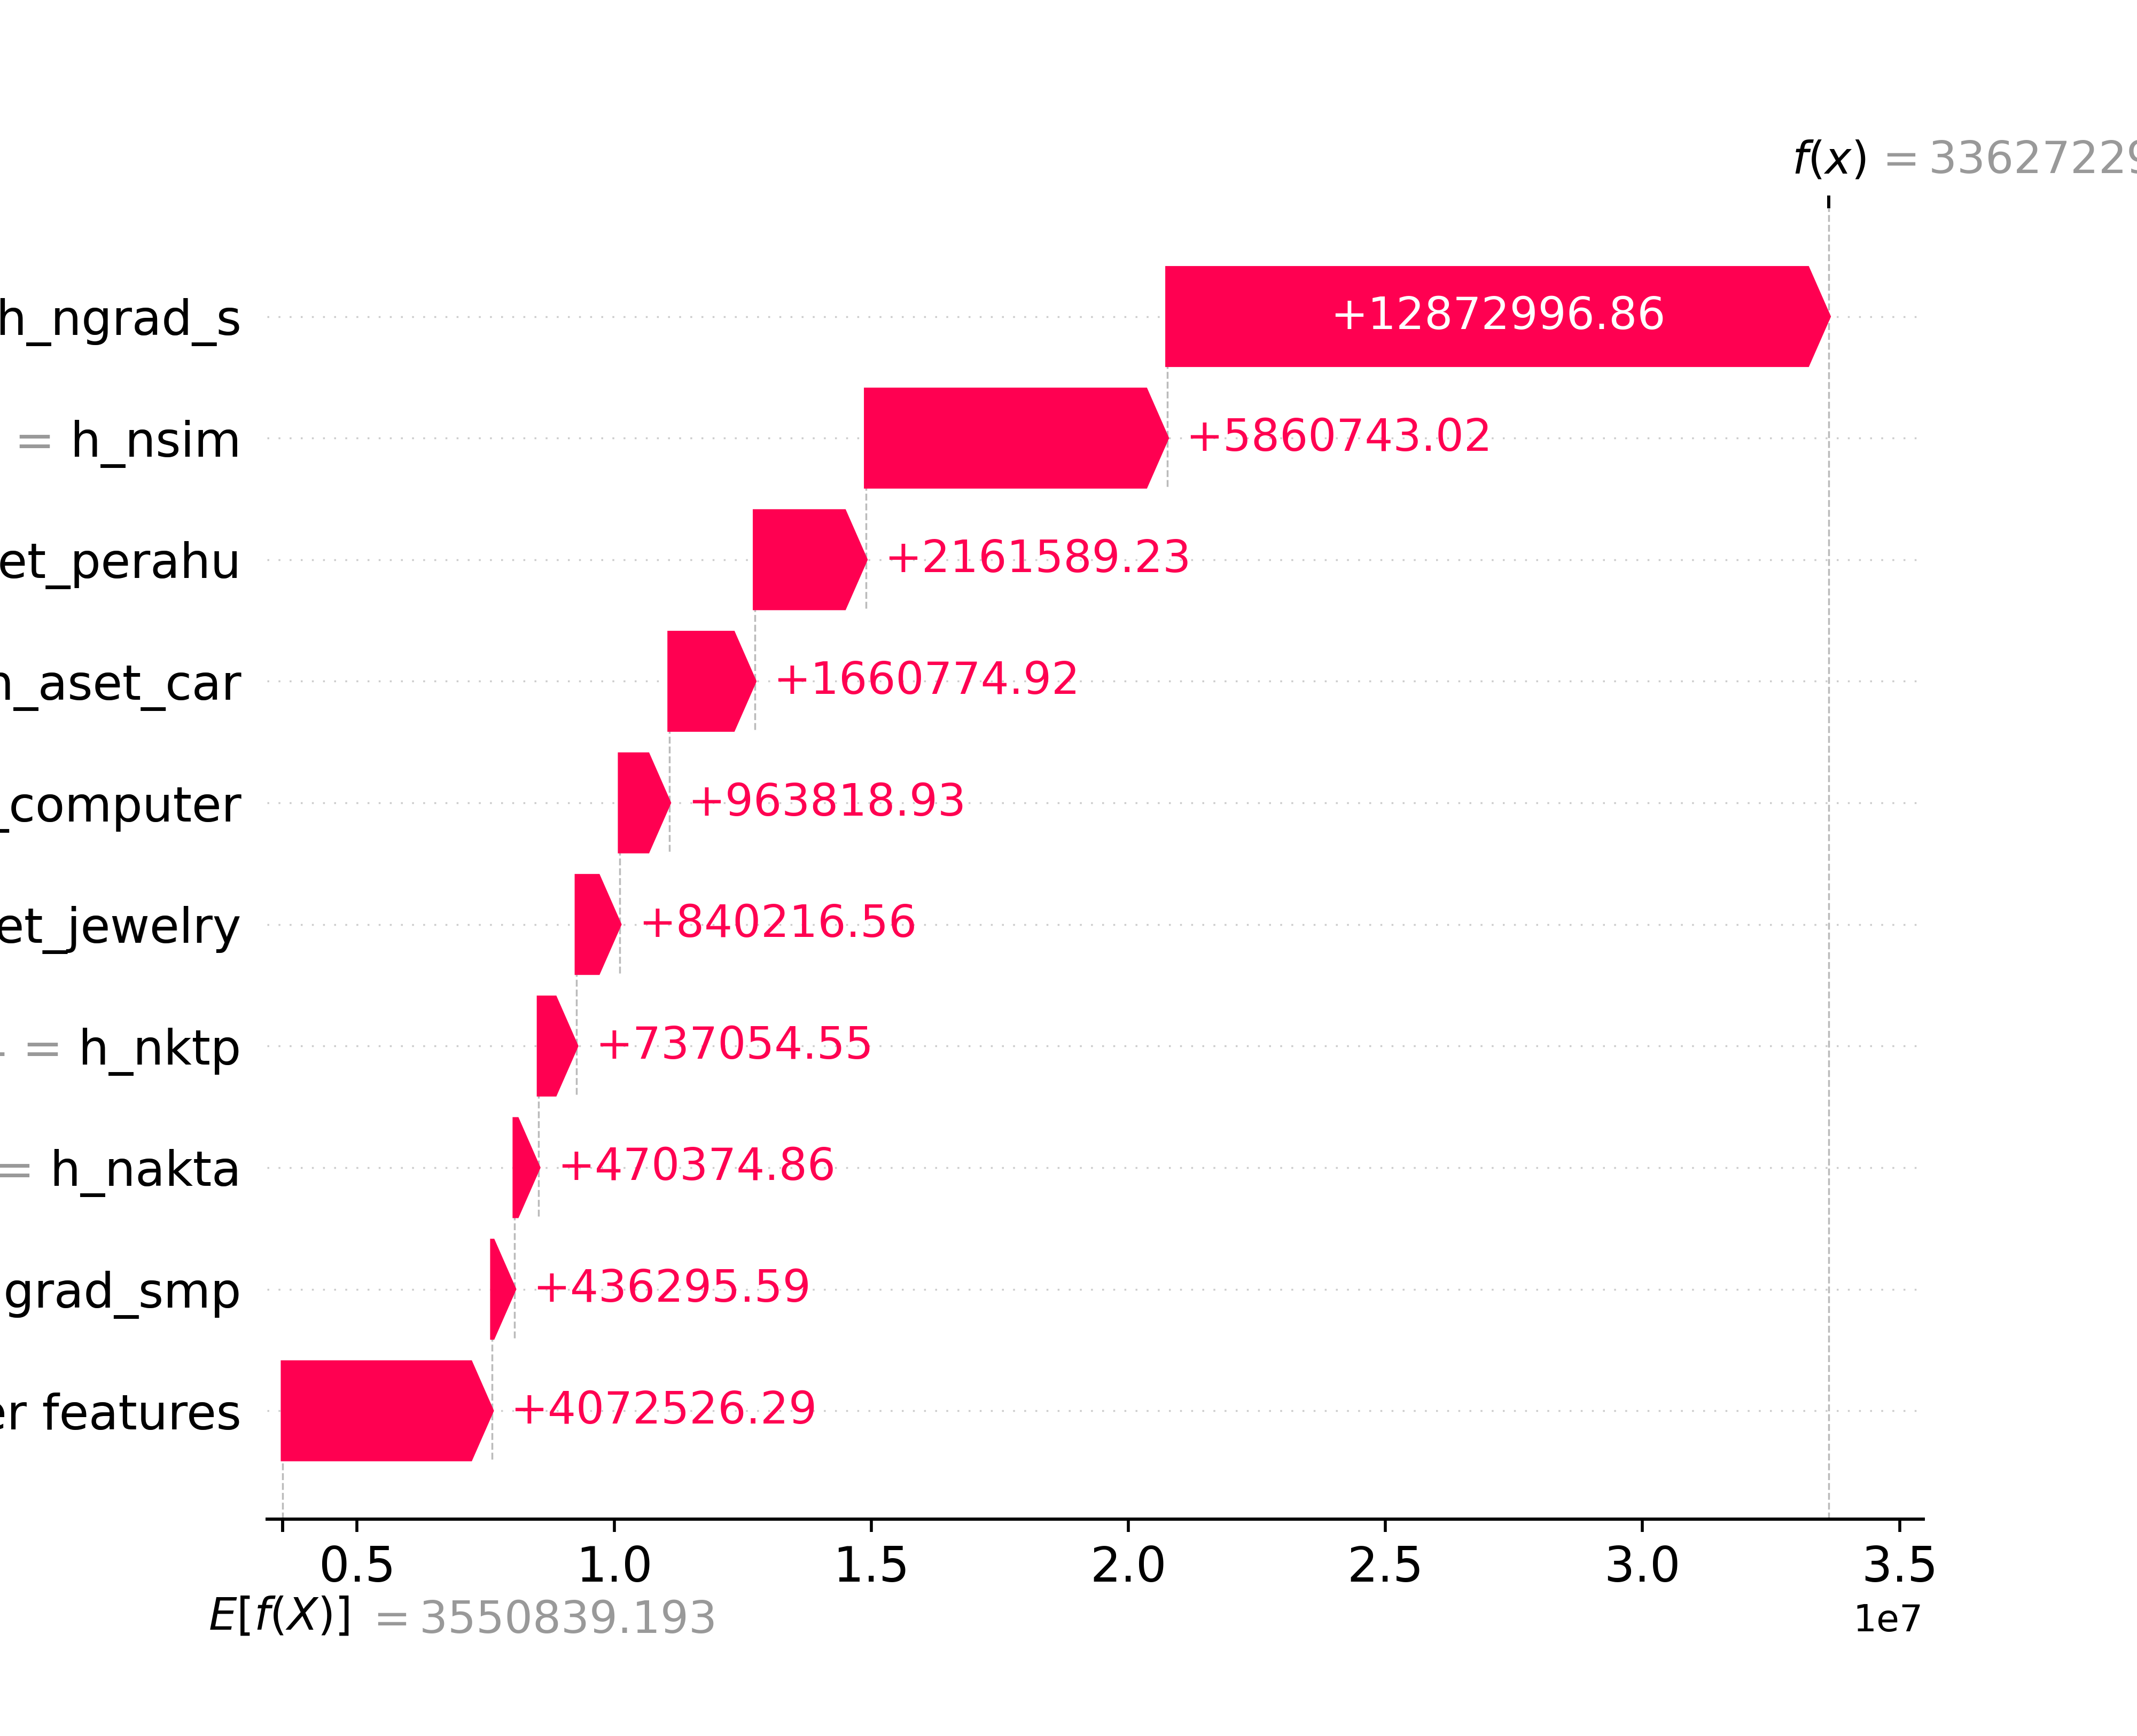 f(x) = 33627229
h_ngrad_s
+12872996.86
= h_nsim
+5860743.02
et_perahu
+2161589.23
_aset_car
+1660774.92
_computer
+963818.93
et_jewelry
+840216.56
= h_nktp
+737054.55
= h_nakta
+470374.86
grad_smp
+436295.59
er features
+4072526.29
0.5 1.0 1.5 2.0 2.5 3.0 3.5
E[f(X)] = 3550839.193
1e7